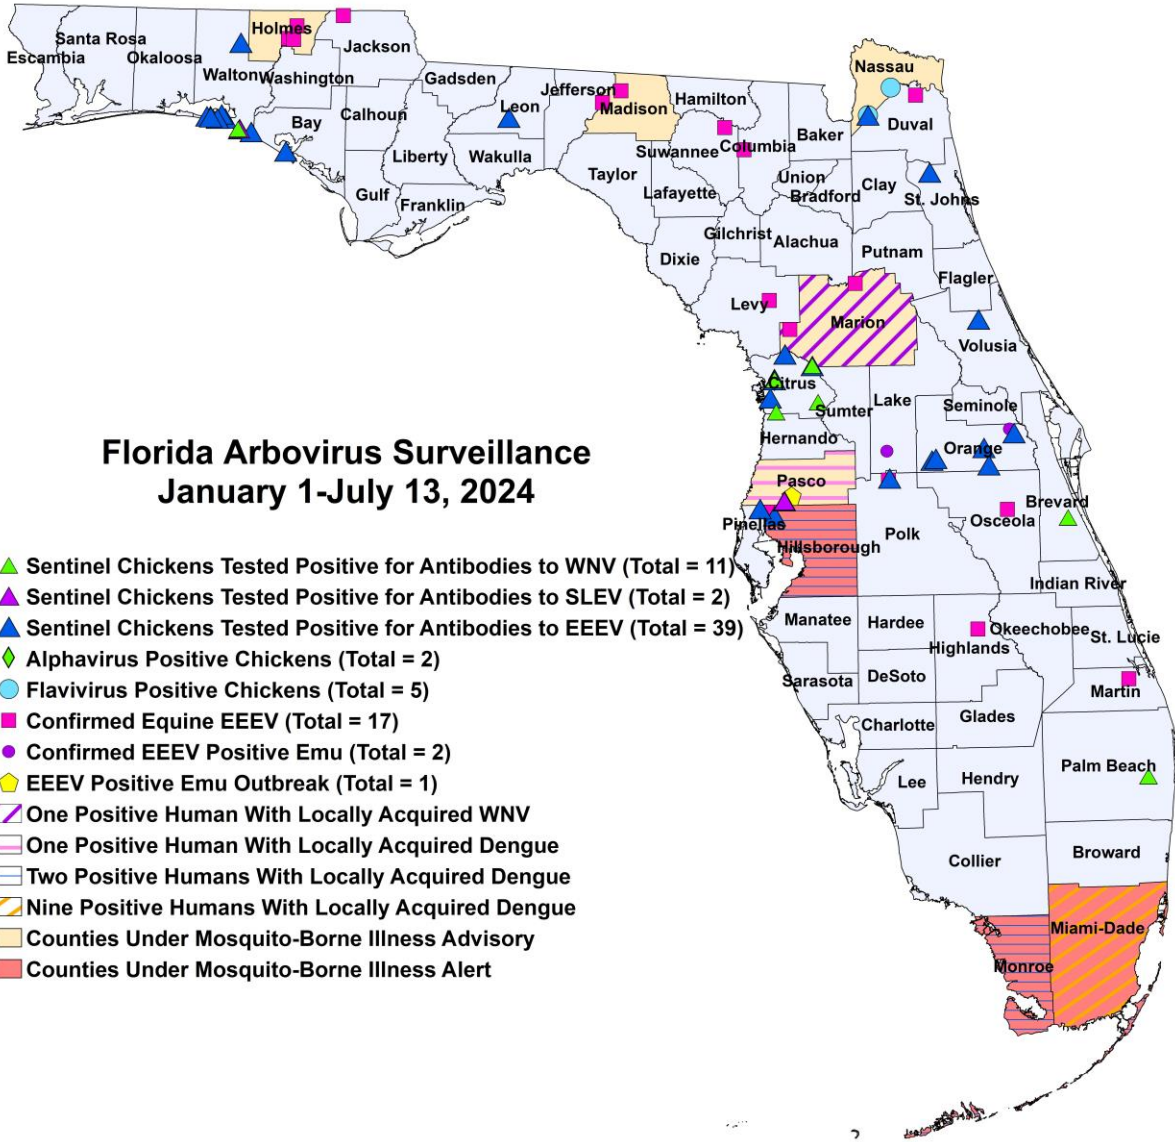 Escambia
Santa Rosa
Okaloosa
Walton
Holmes
Washington
Jackson
Bay
Calhoun
Gulf
Gadsden
Liberty
Franklin
Leon
Wakulla
Jefferson
Madison
Taylor
Hamilton
Suwannee
Lafayette
Columbia
Dixie
Gilchrist
Baker
Union
Bradford
Alachua
Nassau
Duval
Clay
St. Johns
Putnam
Flagler
Levy
Marion
Volusia
Citrus
Sumter
Lake
Seminole
Hernando
Orange
Pasco
Brevard
Osceola
Pinellas
Hillsborough
Polk
Indian River
Manatee
Hardee
Highlands
Okeechobee
St. Lucie
Sarasota
DeSoto
Martin
Charlotte
Glades
Lee
Hendry
Palm Beach
Collier
Broward
Miami-Dade
Monroe
Florida Arbovirus Surveillance
January 1-July 13, 2024
Sentinel Chickens Tested Positive for Antibodies to WNV (Total = 11)
Sentinel Chickens Tested Positive for Antibodies to SLEV (Total = 2)
Sentinel Chickens Tested Positive for Antibodies to EEEV (Total = 39)
Alphavirus Positive Chickens (Total = 2)
Flavivirus Positive Chickens (Total = 5)
Confirmed Equine EEEV (Total = 17)
Confirmed EEEV Positive Emu (Total = 2)
EEEV Positive Emu Outbreak (Total = 1)
One Positive Human With Locally Acquired WNV
One Positive Human With Locally Acquired Dengue
Two Positive Humans With Locally Acquired Dengue
Nine Positive Humans With Locally Acquired Dengue
Counties Under Mosquito-Borne Illness Advisory
Counties Under Mosquito-Borne Illness Alert